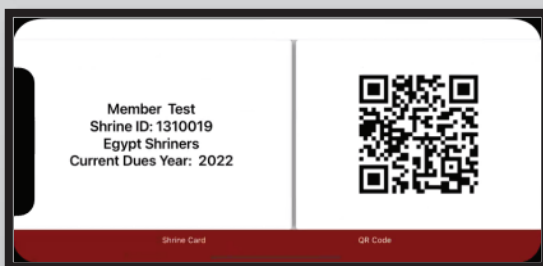 Member Test
Shrine ID: 1310019
Egypt Shriners
Current Dues Year: 2022
Shrine Card
QR Code